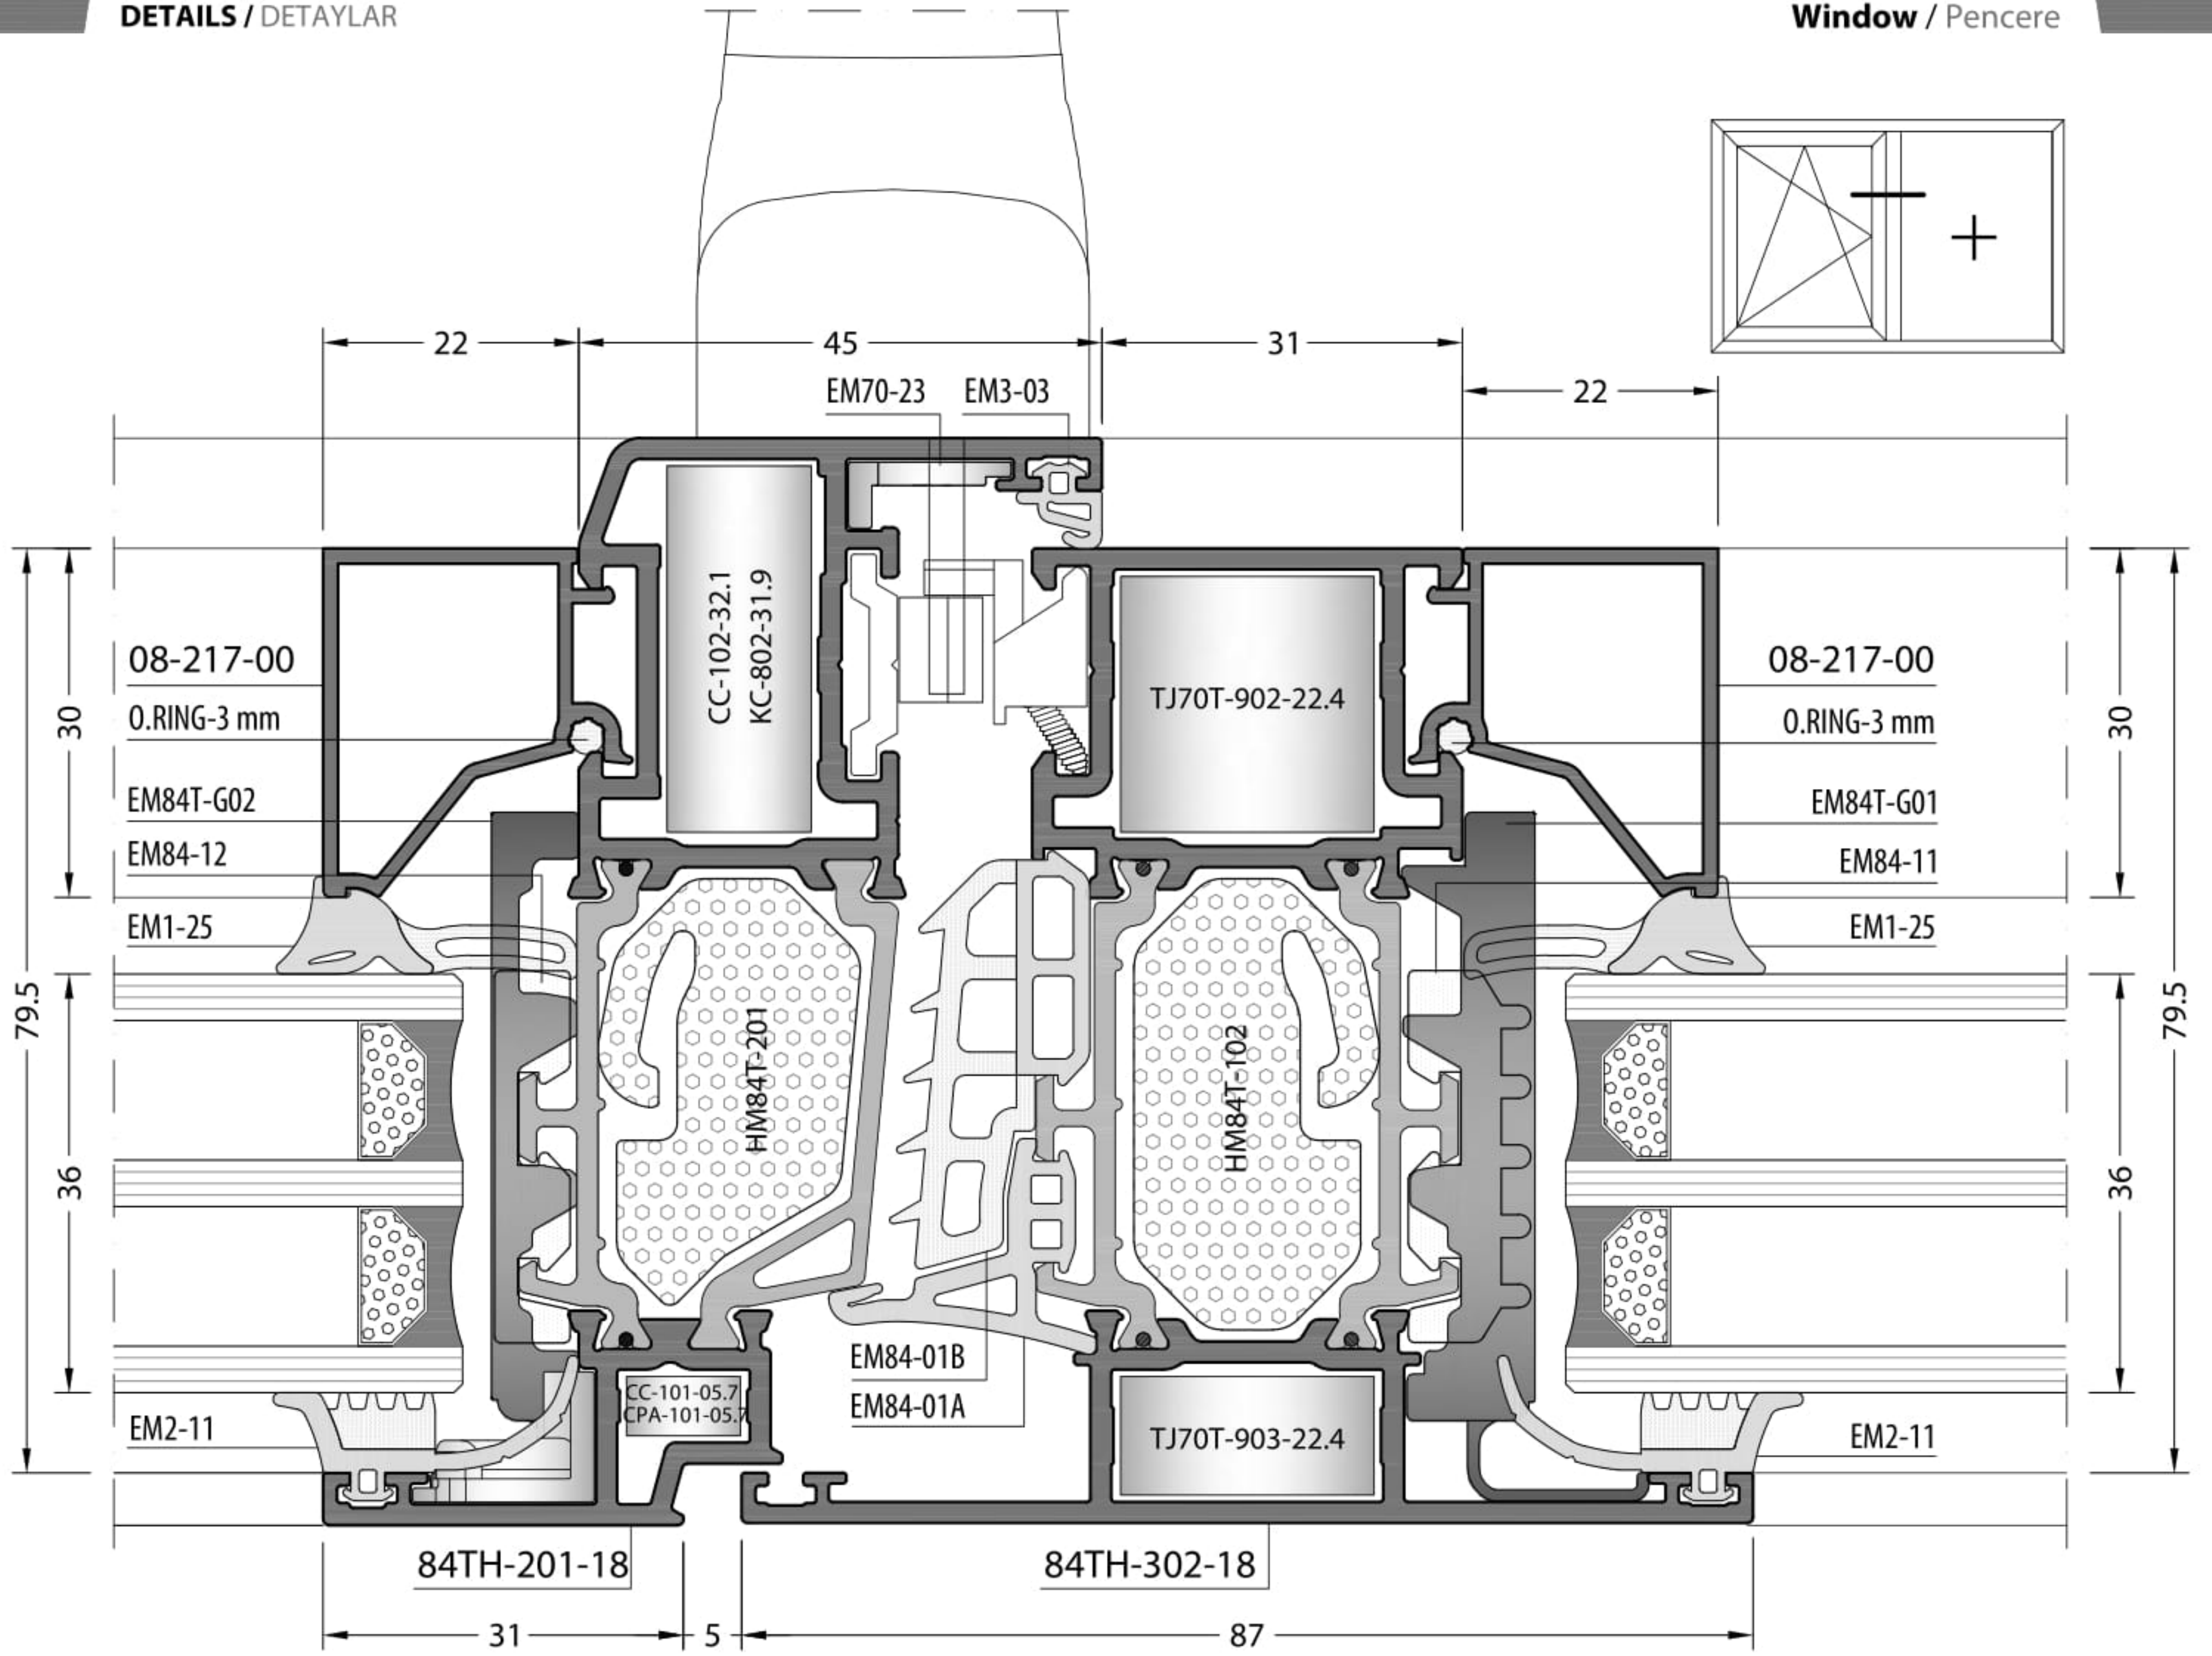 DETAILS / DETAYLAR
Window / Pencere
22
45
31
22
EM70-23
EM3-03
CC-102-32.1
KC-802-31.9
TJ70T-902-22.4
08-217-00
O.RING-3 mm
EM84T-G02
EM84-12
EM1-25
08-217-00
O.RING-3 mm
EM84T-G01
EM84-11
EM1-25
30
79.5
36
30
79.5
36
HM84T-201
HM84T-102
EM84-01B
EM84-01A
CC-101-05.7
CPA-101-05.7
TJ70T-903-22.4
EM2-11
EM2-11
84TH-201-18
84TH-302-18
31
5
87